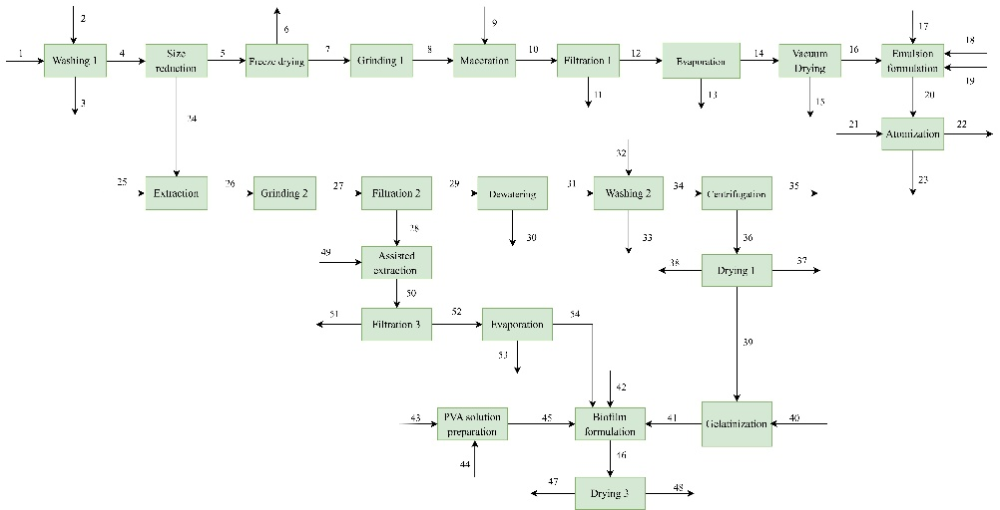 2
17
1
4
5
6
7
8
9
10
12
14
16
18
Washing 1
Size
reduction
Freeze drying
Grinding 1
Maceration
Filtration 1
Evaporation
Vacuum
Drying
Emulsion
formulation
19
3
11
13
15
20
24
21
Atomization
22
32
23
25
Extraction
26
Grinding 2
27
Filtration 2
29
Dewatering
31
Washing 2
34
Centrifugation
35
28
30
33
36
49
Assisted
extraction
38
Drying 1
37
50
51
Filtration 3
52
Evaporation
54
39
53
42
43
PVA solution
preparation
45
Biofilm
formulation
41
Gelatinization
40
44
46
47
Drying 3
48